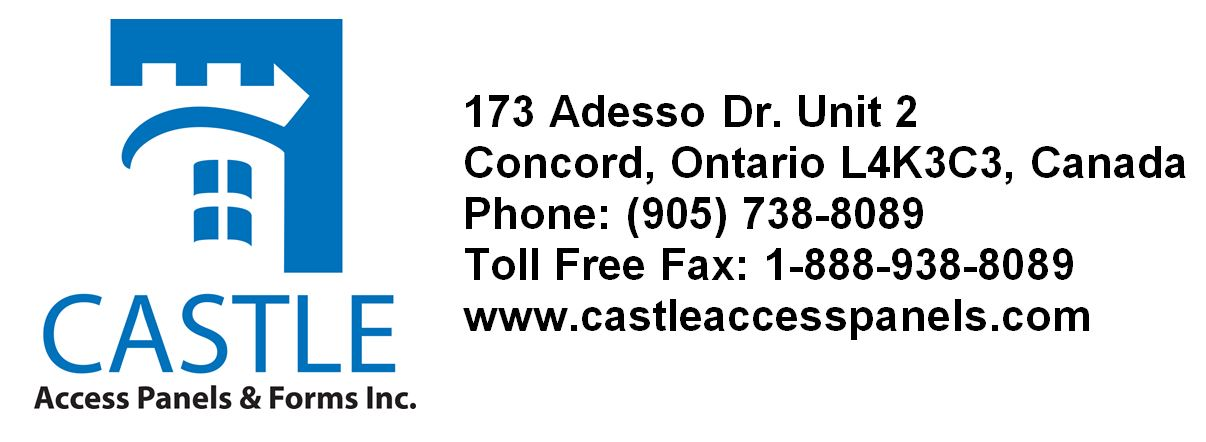 CASTLE
Access Panels & Forms Inc.
173 Adesso Dr. Unit 2
Concord, Ontario L4K3C3, Canada
Phone: (905) 738-8089
Toll Free Fax: 1-888-938-8089
www.castleaccesspanels.com